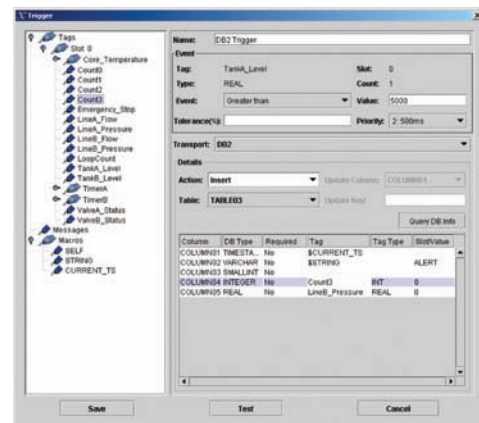 Trigger
Tags
Slot 0
Core_Temperature
Count0
Count1
Count2
Count3
Emergency_Stop
LineA_Flow
LineA_Pressure
LineB_Flow
LineB_Pressure
LoopCount
TankA_Level
TankB_Level
TimerA
TimerB
ValveA_Status
ValveB_Status
Messages
Macros
SELF
STRING
CURRENT_TS
Name: DB2 Trigger
Event
Tag: TankA_Level Slot: 0
Type: REAL Count: 1
Event: Greater than Value: 5000
Tolerance(%): Priority: 2: 500ms
Transport: DB2
Details
Action: Insert Update Column: COLUMN01
Table: TABLE03 Update Key:
Query DB Info
Column DB Type Required Tag Tag Type Slot/Value
COLUMN01 TIMESTA... No $CURRENT_TS
COLUMN02 VARCHAR No $STRING ALERT
COLUMN03 SMALLINT No
COLUMN04 INTEGER No Count3 INT 0
COLUMN05 REAL No LineB_Pressure REAL 0
Save Test Cancel